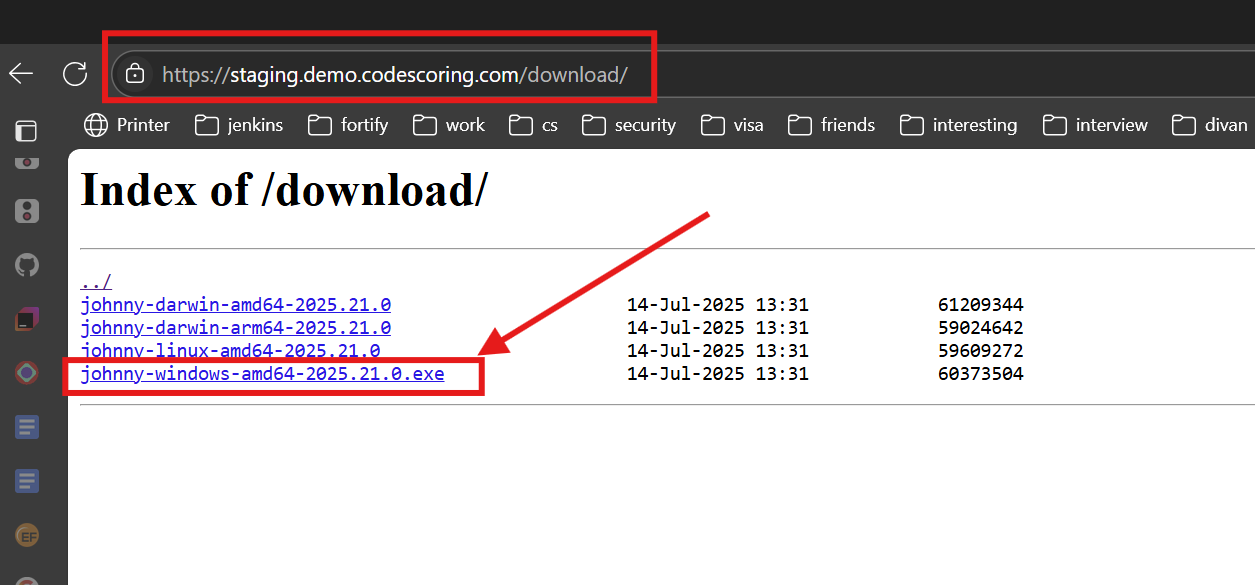 https://staging.demo.codescoring.com/download/
Printer jenkins fortify work cs security visa friends interesting interview divan
Index of /download/
../
johnny-darwin-amd64-2025.21.0 14-Jul-2025 13:31 61209344
johnny-darwin-arm64-2025.21.0 14-Jul-2025 13:31 59024642
johnny-linux-amd64-2025.21.0 14-Jul-2025 13:31 59609272
johnny-windows-amd64-2025.21.0.exe 14-Jul-2025 13:31 60373504
EF